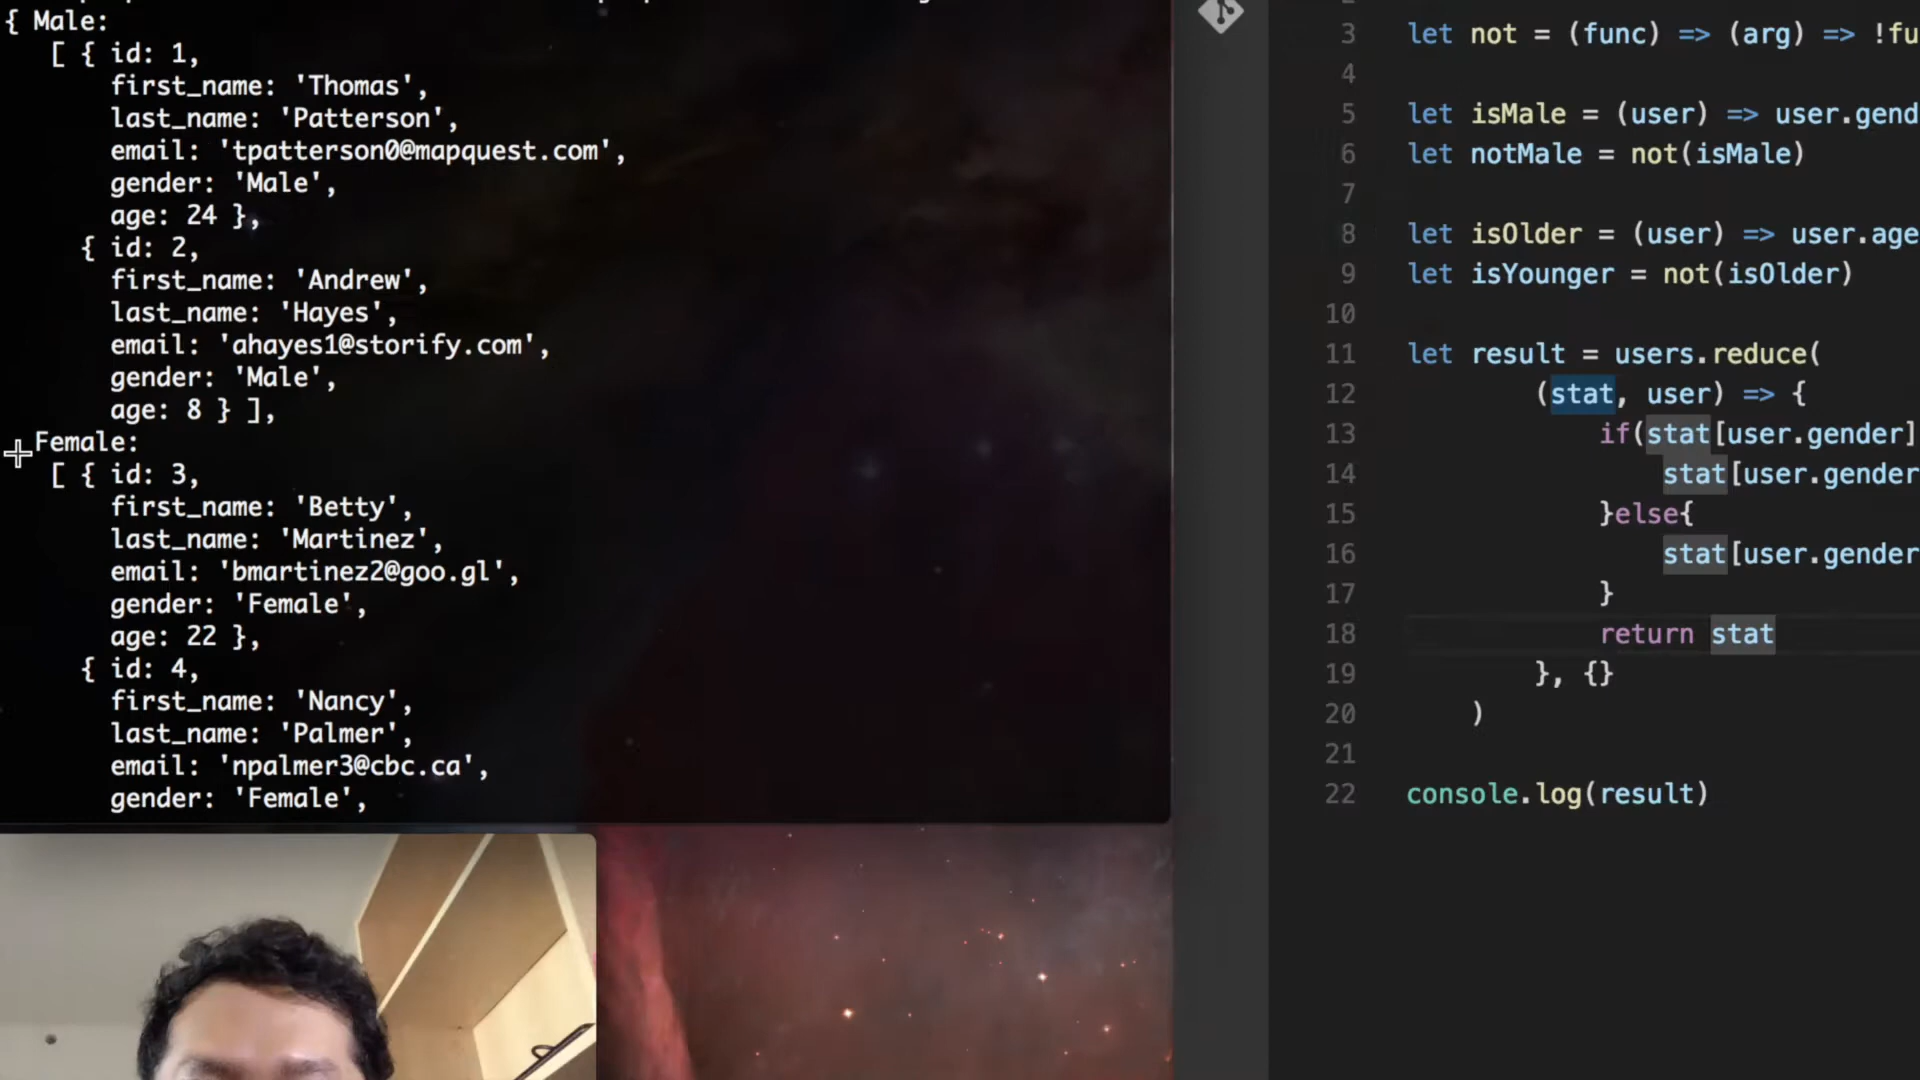 { Male:
[ { id: 1,
first_name: 'Thomas',
last_name: 'Patterson',
email: 'tpatterson0@mapquest.com',
gender: 'Male',
age: 24 },
{ id: 2,
first_name: 'Andrew',
last_name: 'Hayes',
email: 'ahayes1@storify.com',
gender: 'Male',
age: 8 } ],
Female:
[ { id: 3,
first_name: 'Betty',
last_name: 'Martinez',
email: 'bmartinez2@goo.gl',
gender: 'Female',
age: 22 },
{ id: 4,
first_name: 'Nancy',
last_name: 'Palmer',
email: 'npalmer3@cbc.ca',
gender: 'Female',
3 let not = (func) => (arg) => !fu
4
5 let isMale = (user) => user.gend
6 let notMale = not(isMale)
7
8 let isOlder = (user) => user.age
9 let isYounger = not(isOlder)
10
11 let result = users.reduce(
12 (stat, user) => {
13 if(stat[user.gender]
14 stat[user.gender
15 }else{
16 stat[user.gender
17 }
18 return stat
19 }, {}
20 )
21
22 console.log(result)